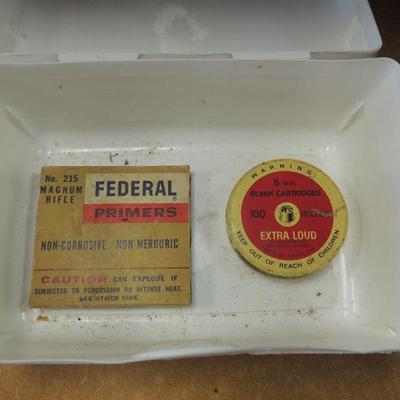 No. 215
MAGNUM
RIFLE
FEDERAL
PRIMERS
NON-CORROSIVE NON-MERCURIC
CAUTION CAN EXPLODE IF
SUBJECTED TO PERCUSSION OR INTENSE HEAT.
SEE OTHER SIDE
WARNING:
6 mm
BLANK CARTRIDGES
100
EXTRA LOUD
KEEP OUT OF REACH OF CHILDREN